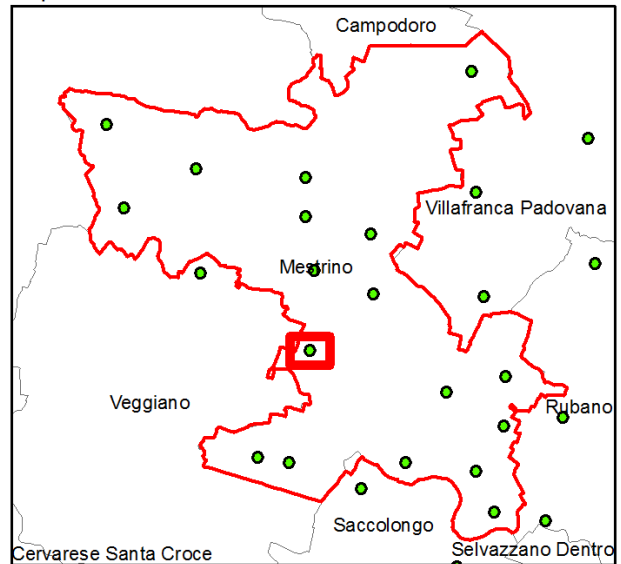 Campodoro
Villafranca Padovana
Mestrino
Veggiano
Rubano
Saccolongo
Cervarese Santa Croce
Selvazzano Dentro